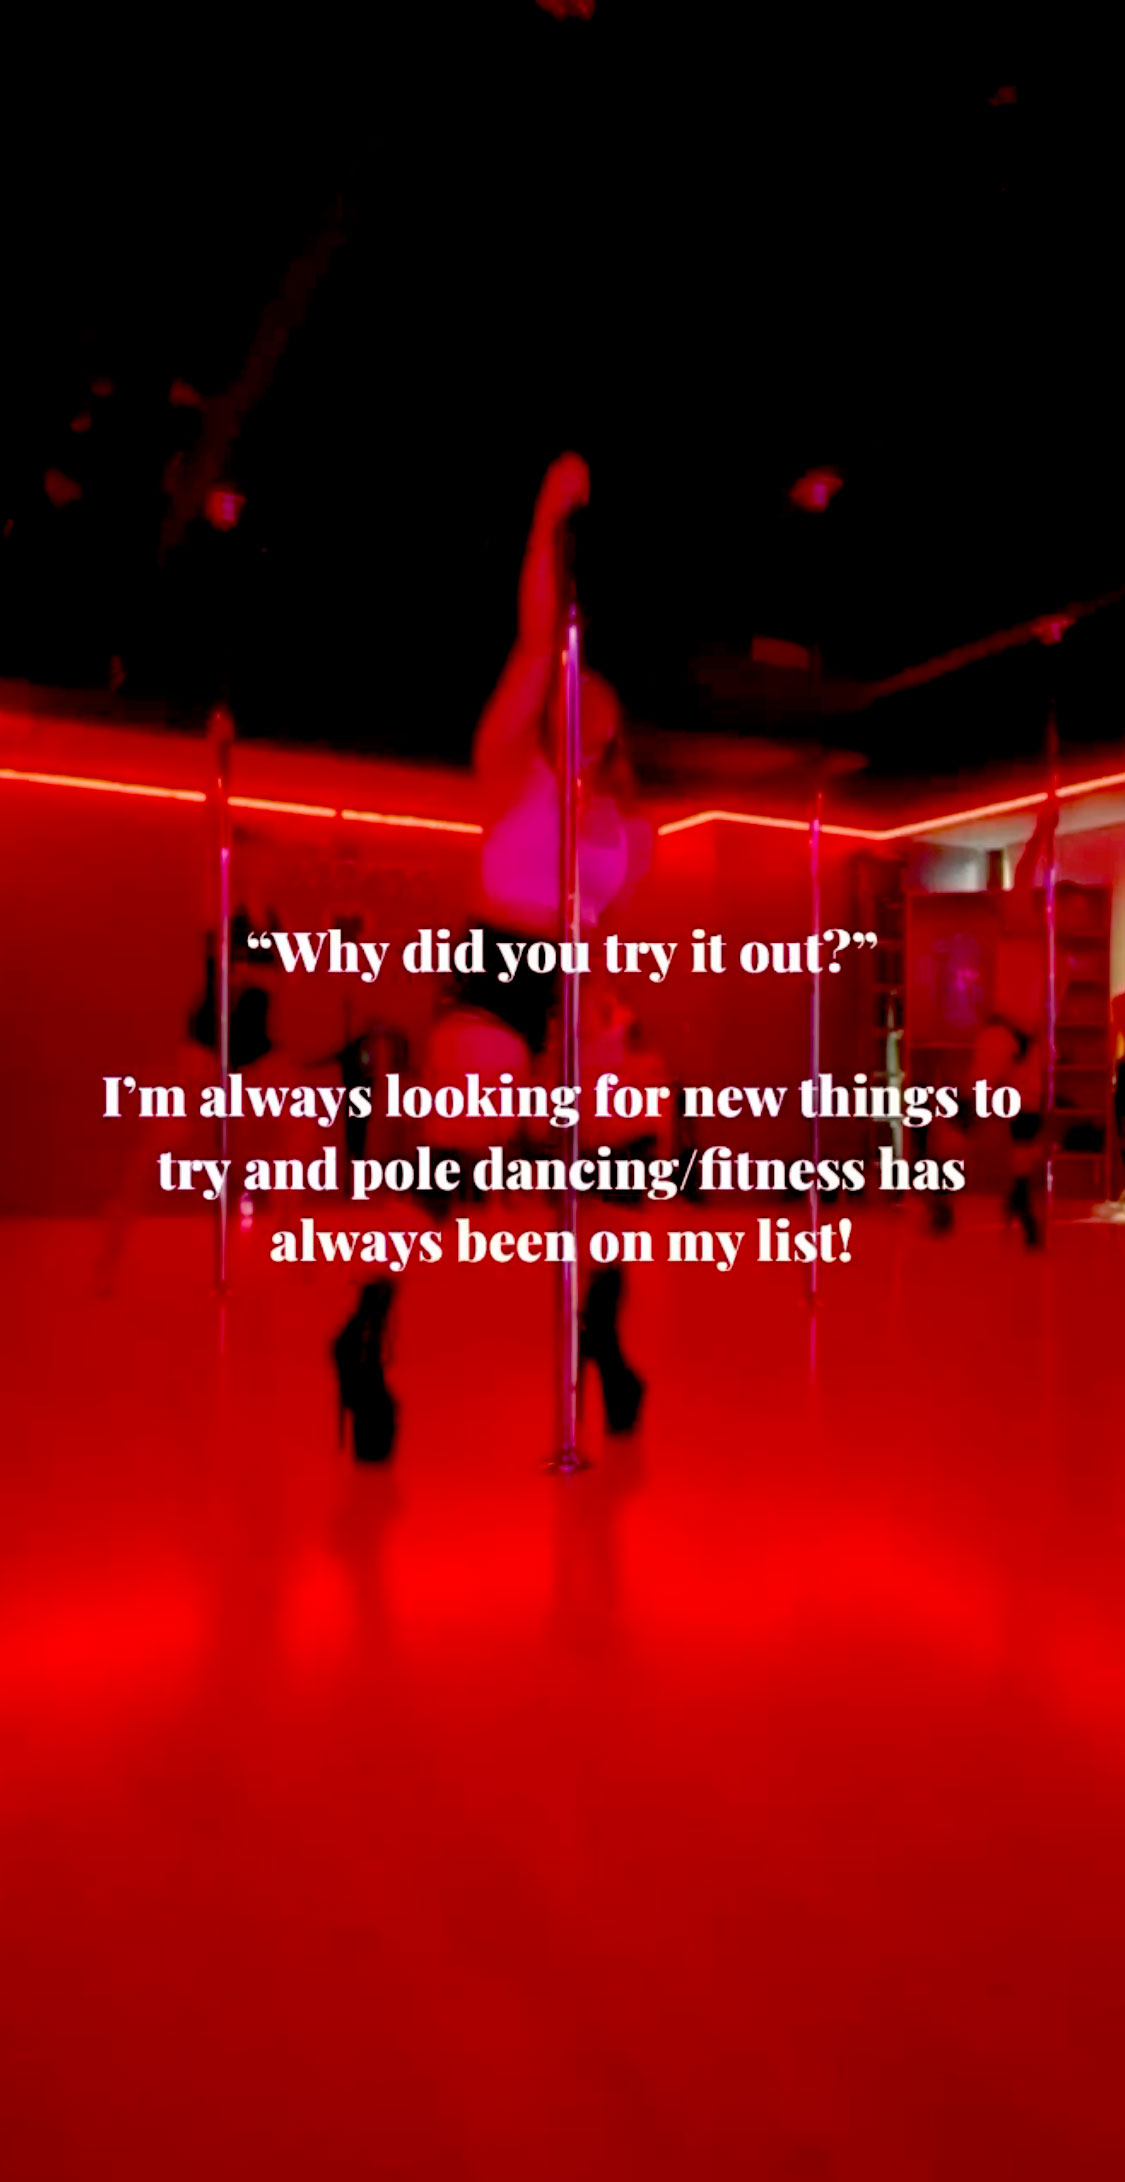 “Why did you try it out?”
I’m always looking for new things to
try and pole dancing/fitness has
always been on my list!